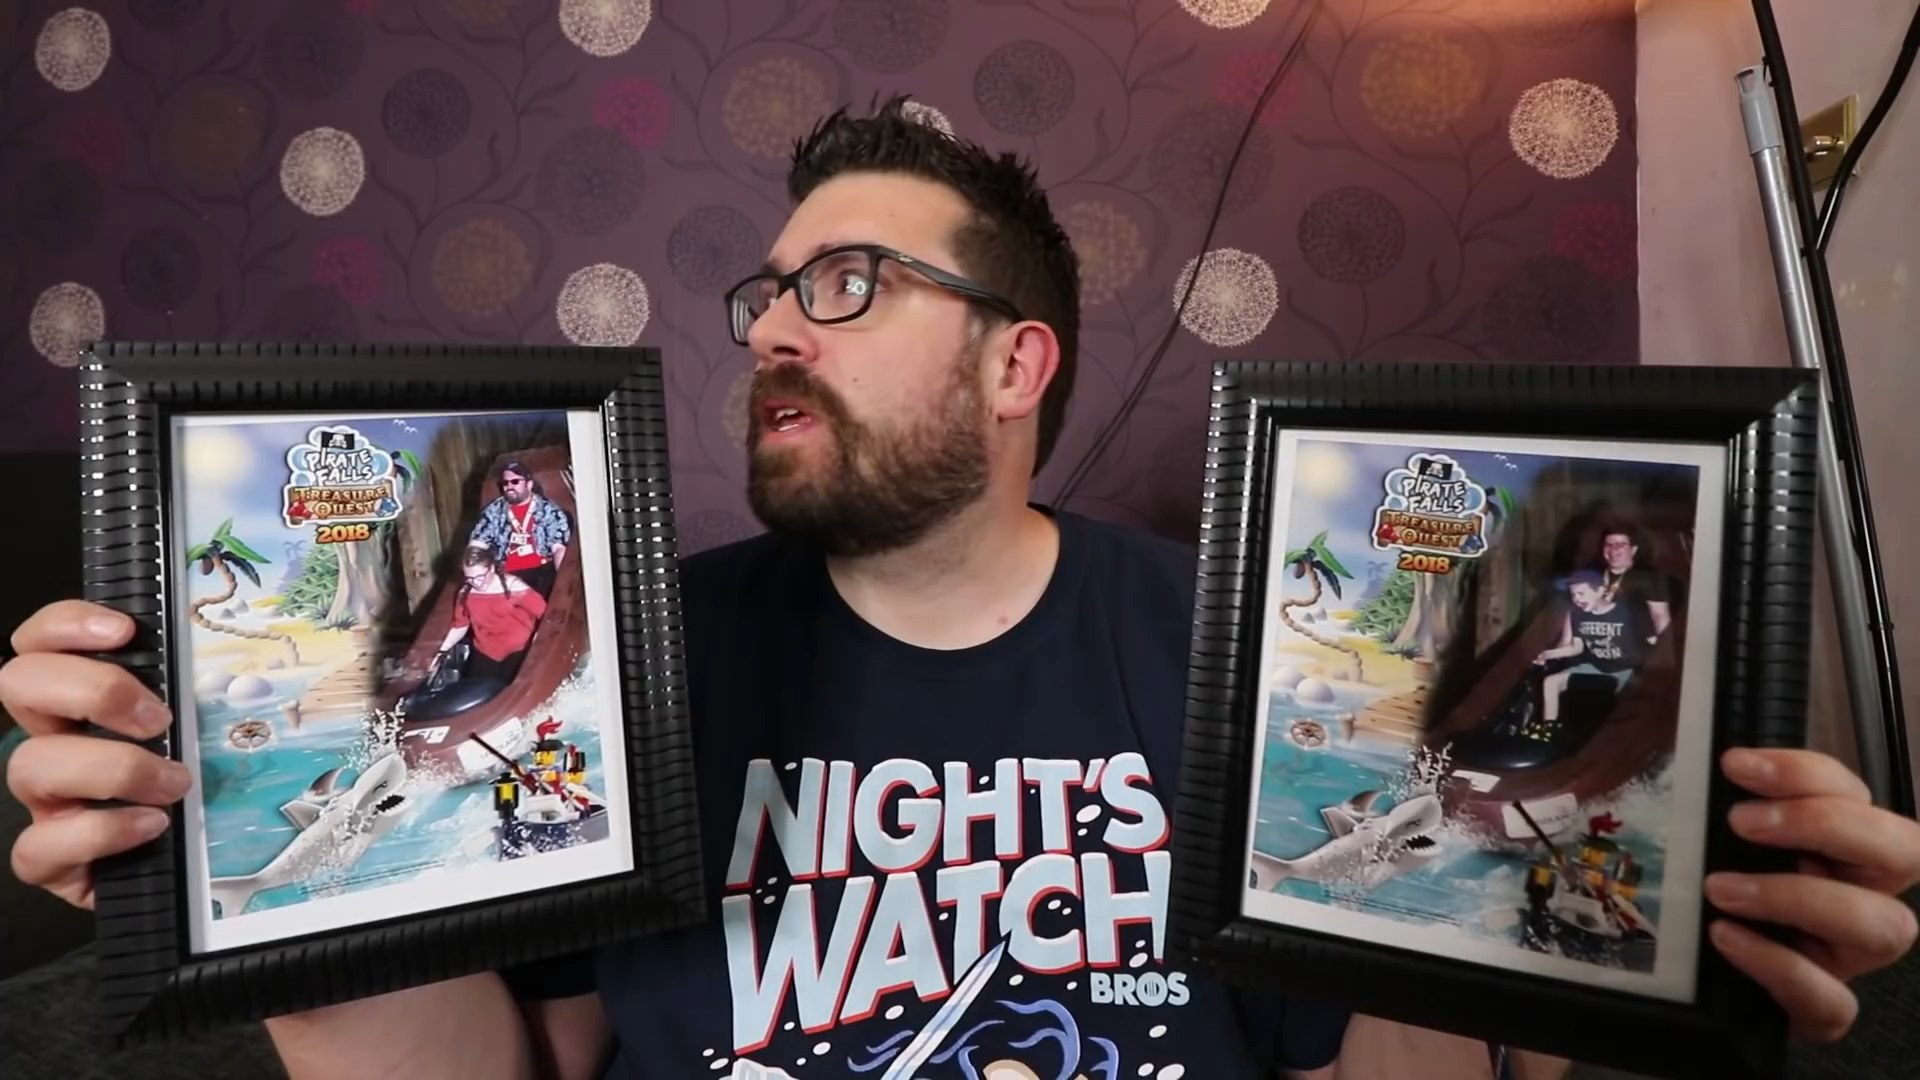 PIRATE
FALLS
TREASURE
QUEST
2018
PIRATE
FALLS
TREASURE
QUEST
2018
NIGHT'S
WATCH
BROS